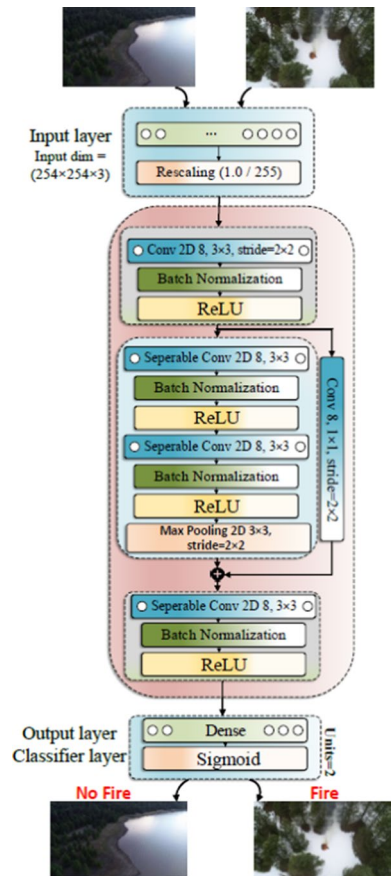 Input layer
Input dim =
(254×254×3)
...
Rescaling (1.0 / 255)
Conv 2D 8, 3×3, stride=2×2
Batch Normalization
ReLU
Seperable Conv 2D 8, 3×3
Batch Normalization
ReLU
Seperable Conv 2D 8, 3×3
Batch Normalization
ReLU
Max Pooling 2D 3×3,
stride=2×2
Conv 8, 1×1, stride=2×2
Seperable Conv 2D 8, 3×3
Batch Normalization
ReLU
Output layer
Classifier layer
Dense
Sigmoid
Units=2
No Fire
Fire